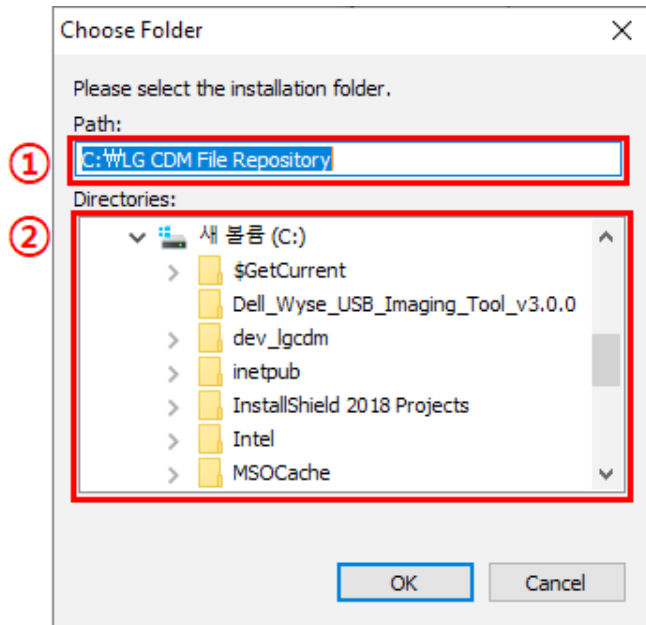 Choose Folder
Please select the installation folder.
Path:
①
C:₩LG CDM File Repository
Directories:
②
새 볼륨 (C:)
$GetCurrent
Dell_Wyse_USB_Imaging_Tool_v3.0.0
dev_lgcdm
inetpub
InstallShield 2018 Projects
Intel
MSOCache
OK
Cancel